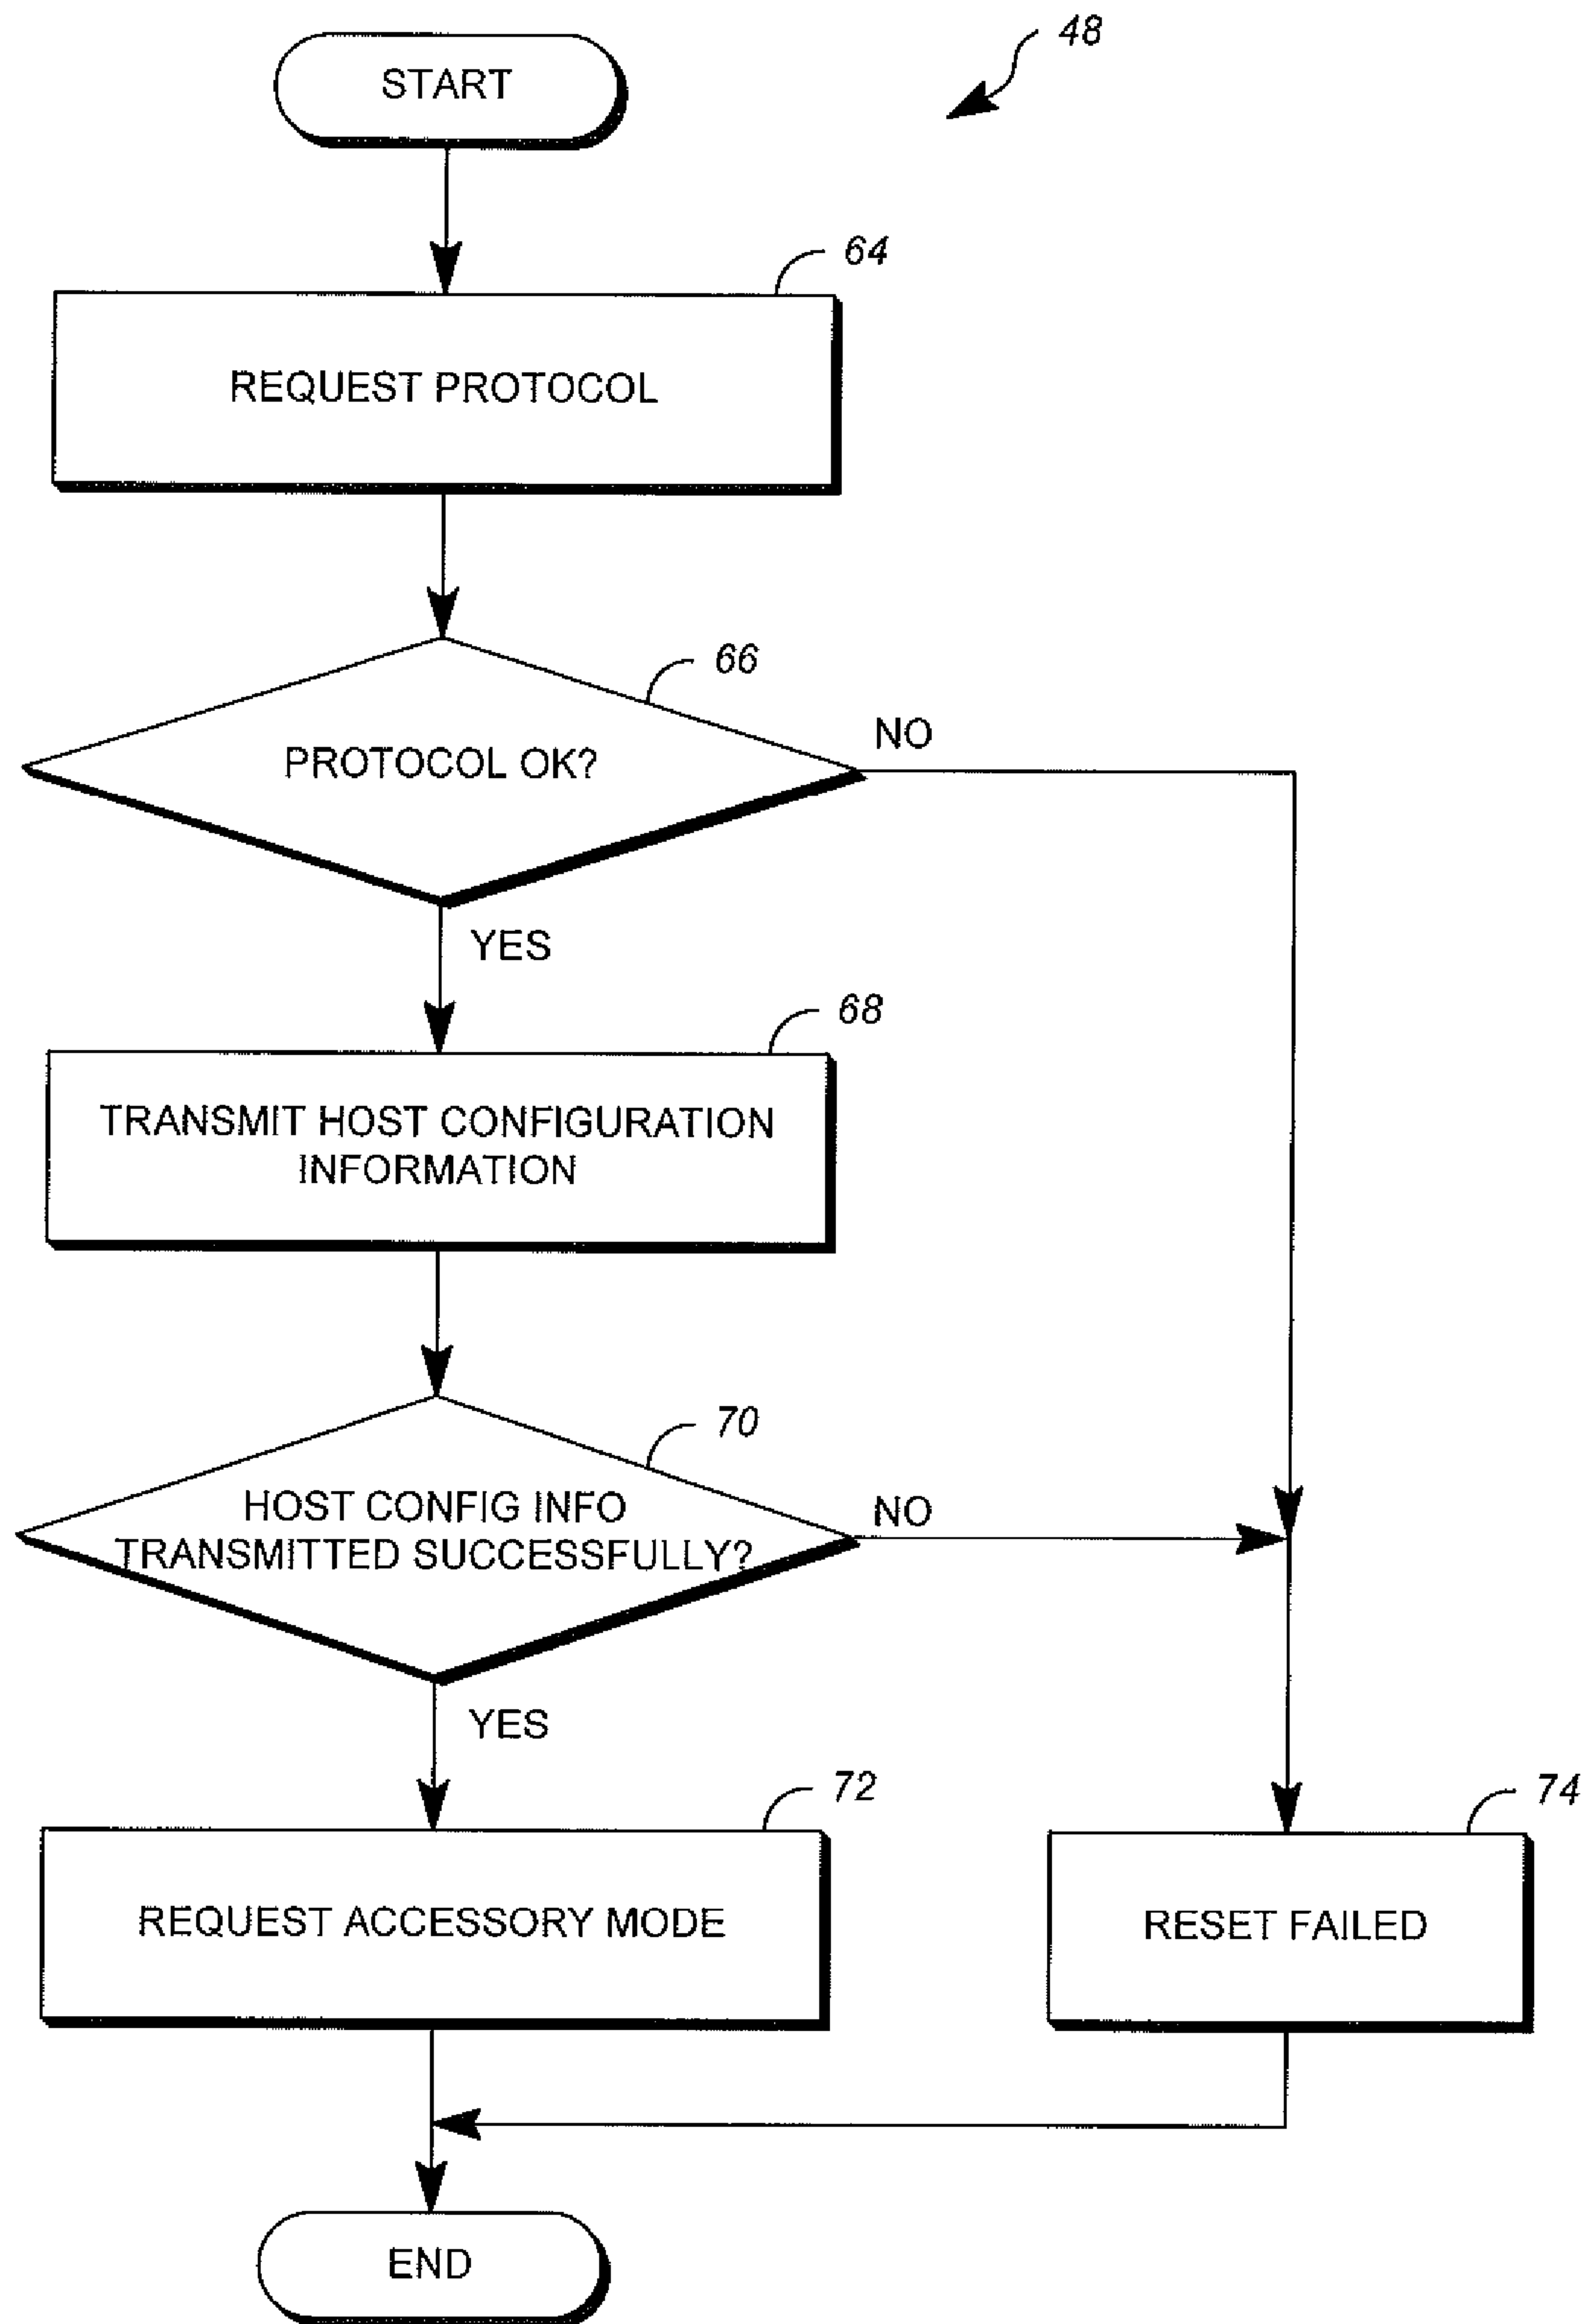 48
START
64
REQUEST PROTOCOL
66
PROTOCOL OK?
NO
YES
68
TRANSMIT HOST CONFIGURATION
INFORMATION
70
HOST CONFIG INFO
TRANSMITTED SUCCESSFULLY?
NO
YES
72
REQUEST ACCESSORY MODE
74
RESET FAILED
END